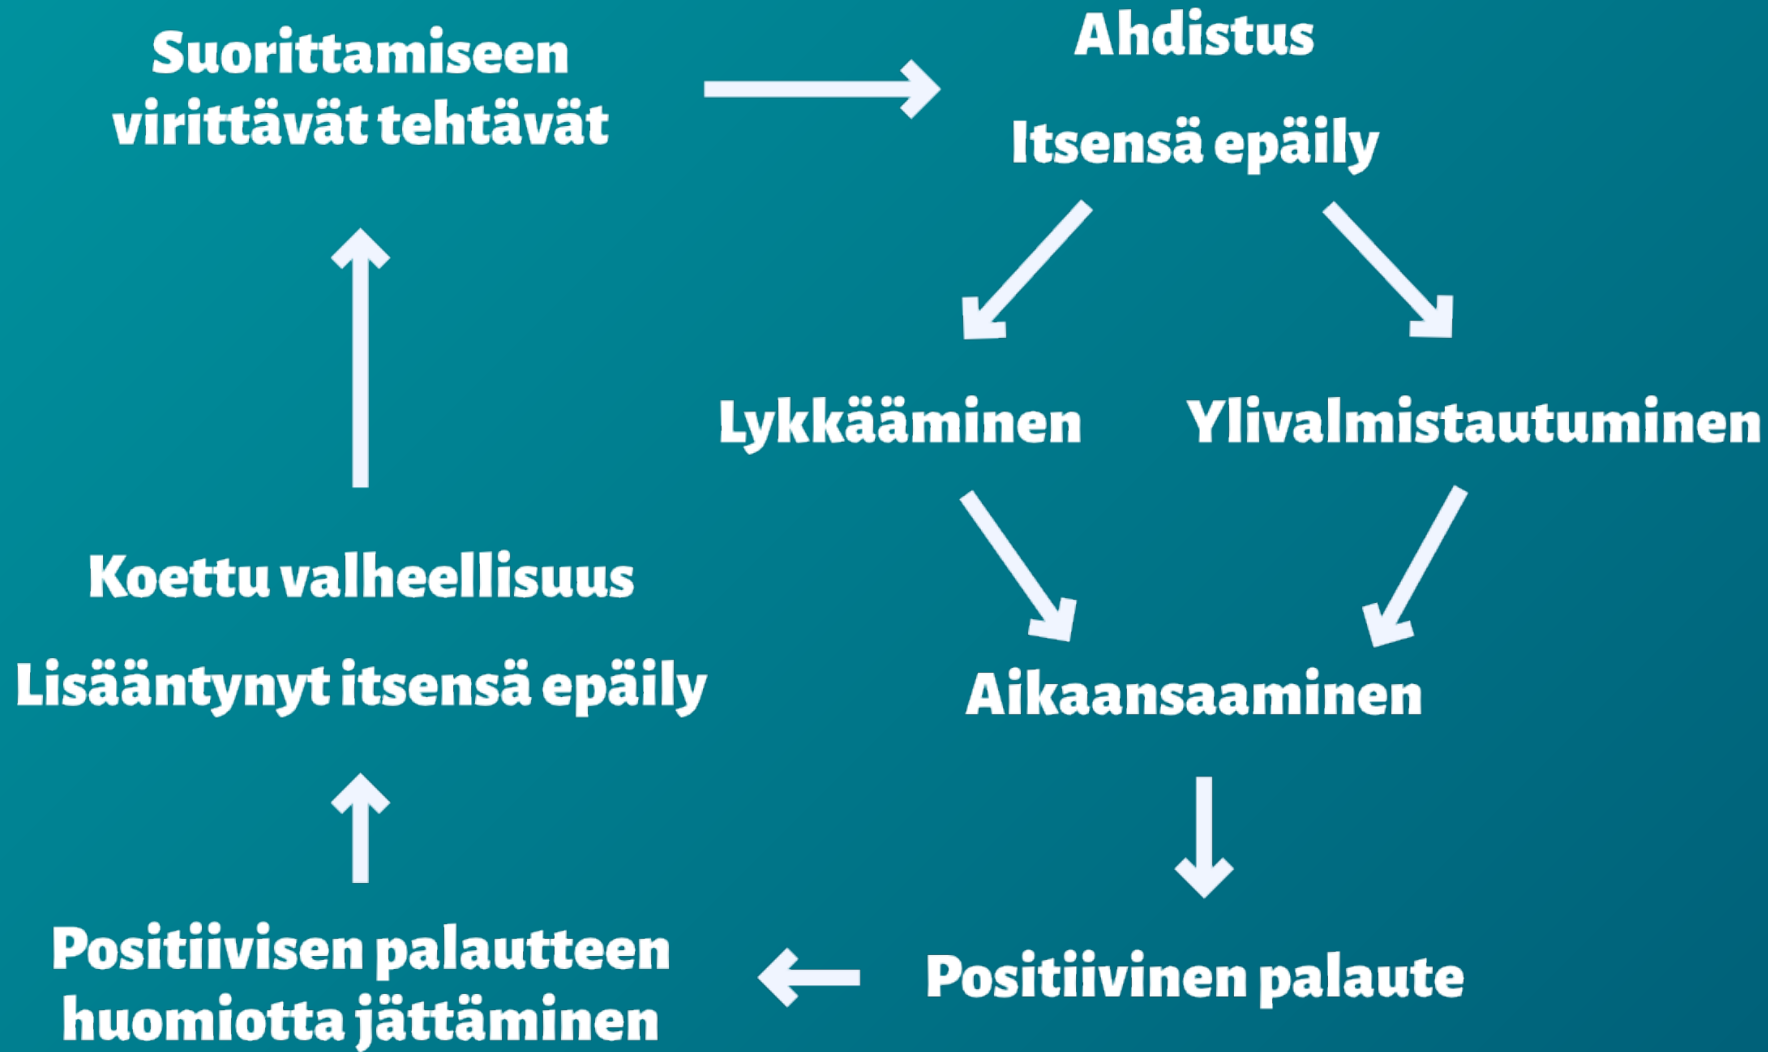 Suorittamiseen
virittävät tehtävät
Ahdistus
Itsensä epäily
Lykkääminen
Ylivalmistautuminen
Aikaansaaminen
Positiivinen palaute
Positiivisen palautteen
huomiotta jättäminen
Koettu valheellisuus
Lisääntynyt itsensä epäily